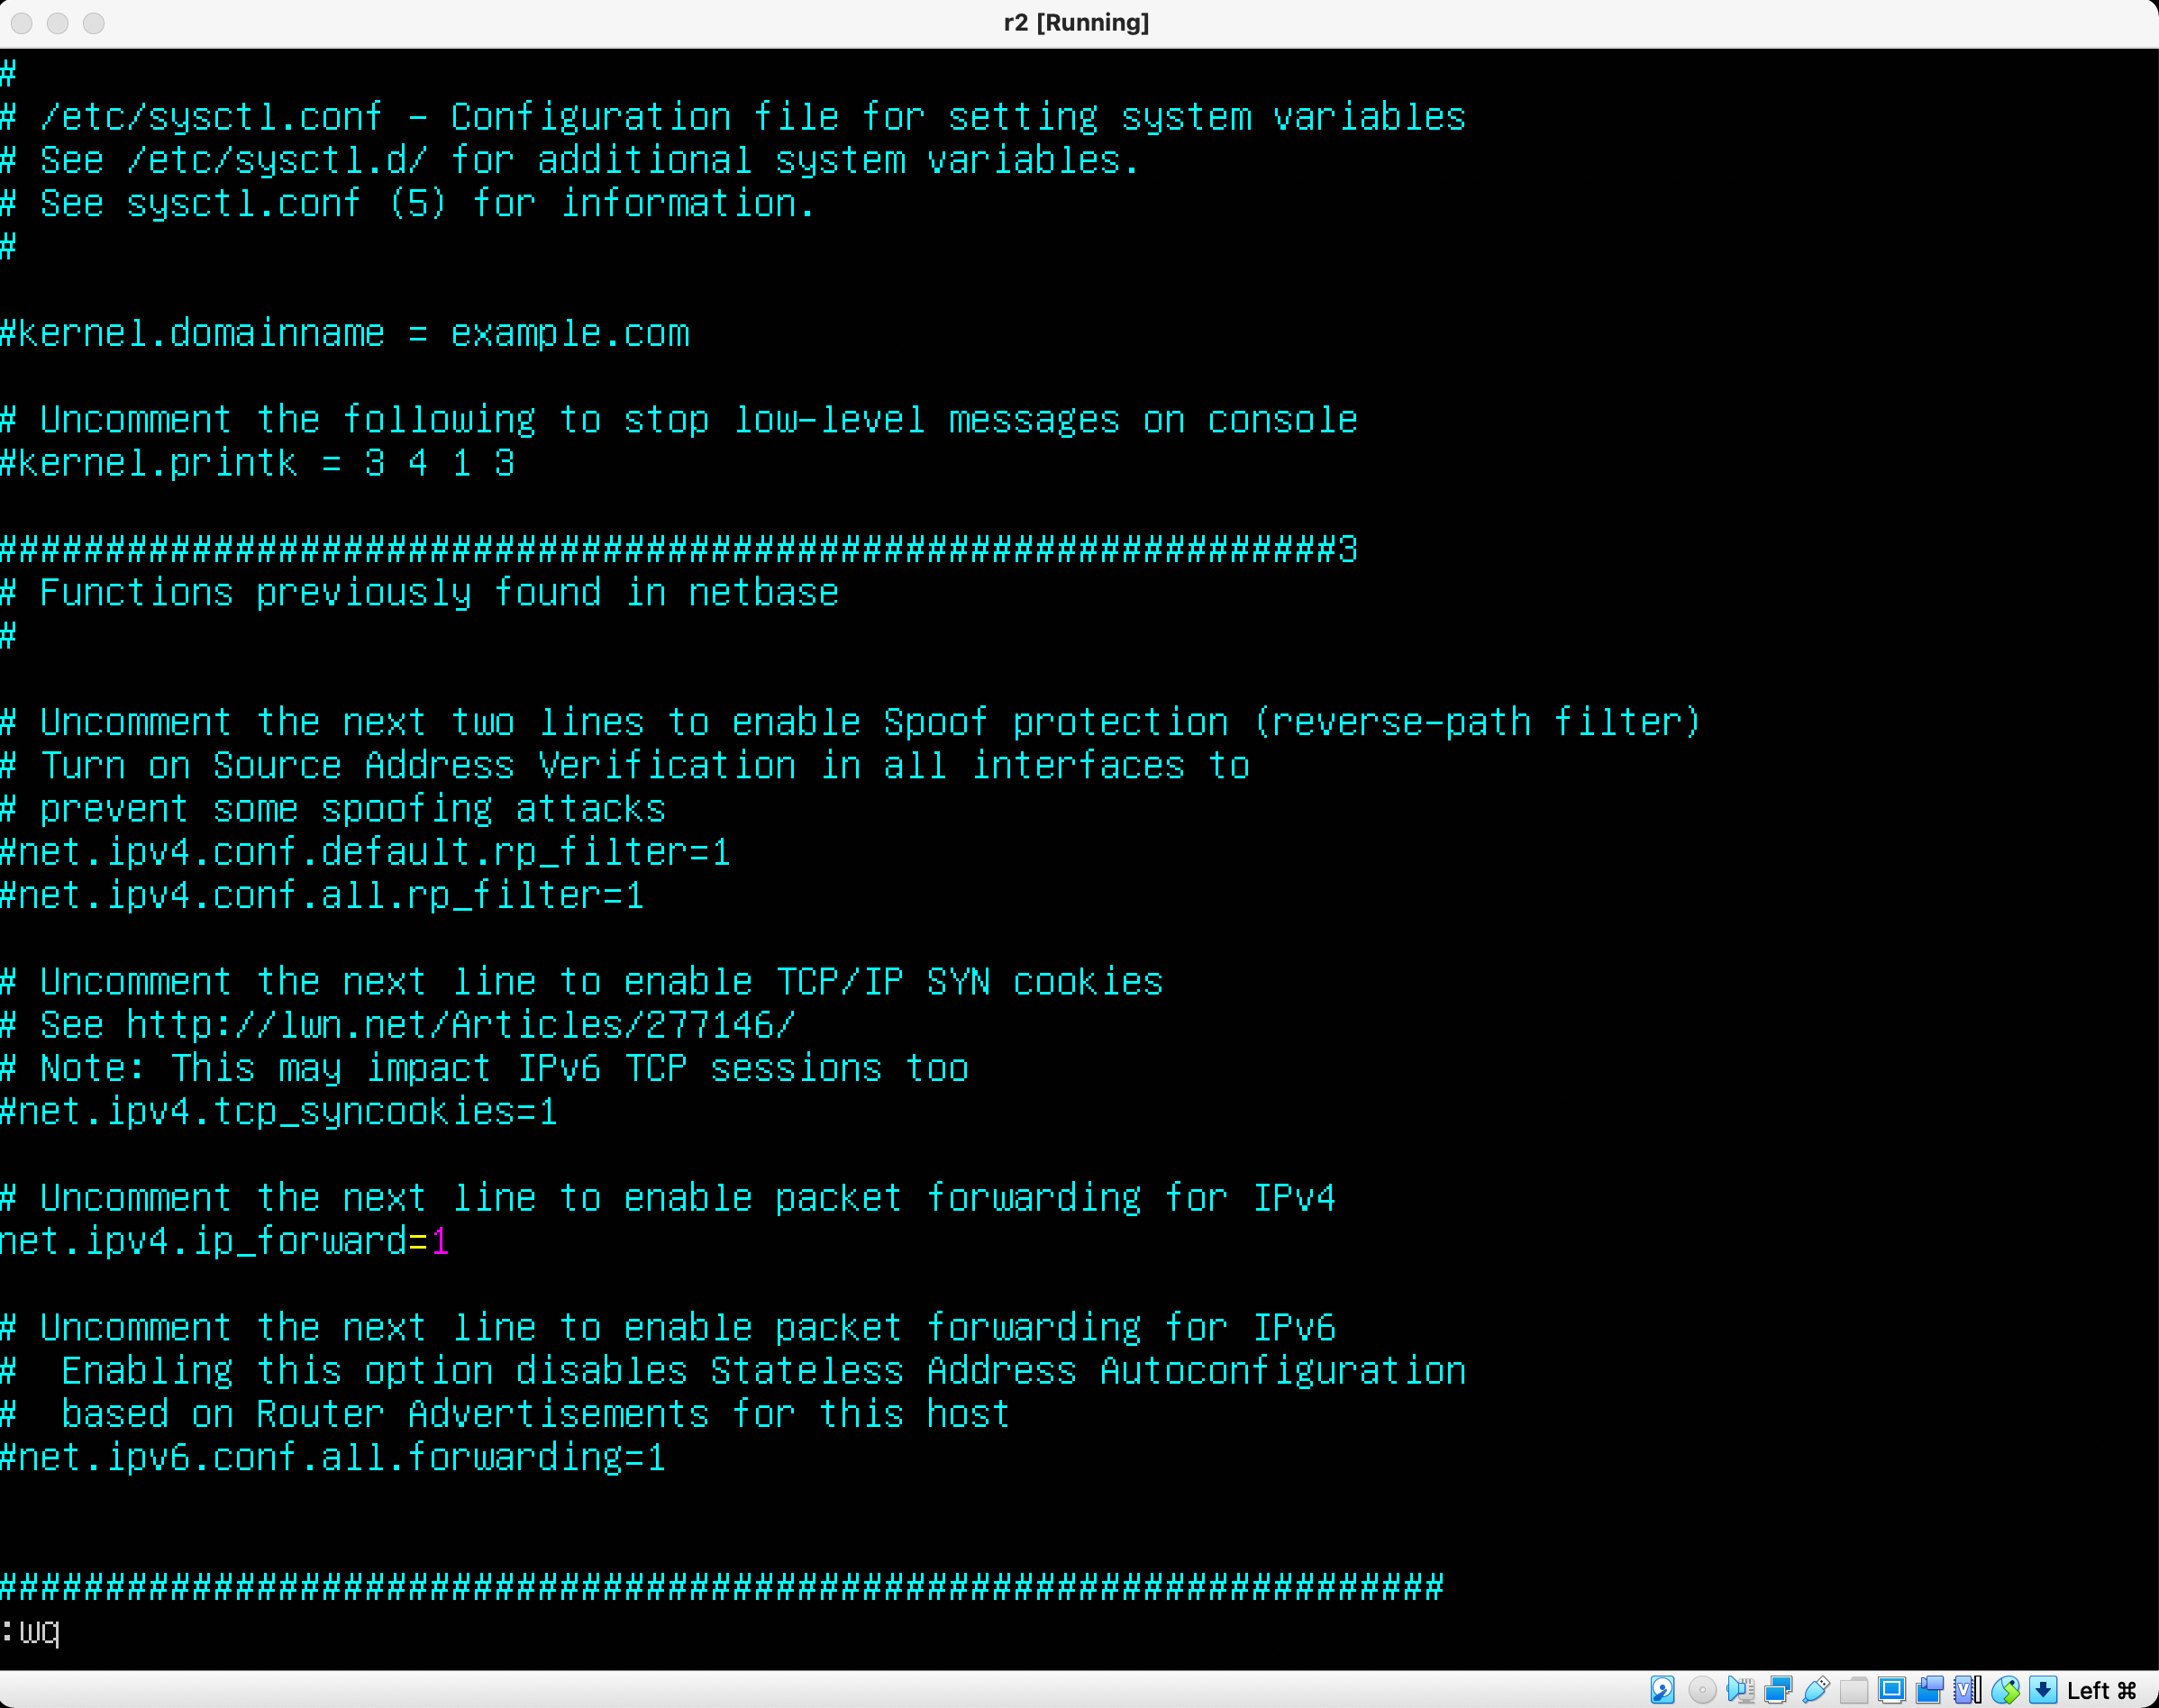 r2 [Running]
#
# /etc/sysctl.conf - Configuration file for setting system variables
# See /etc/sysctl.d/ for additional system variables.
# See sysctl.conf (5) for information.
#
#kernel.domainname = example.com
# Uncomment the following to stop low-level messages on console
#kernel.printk = 3 4 1 3
##############################################################3
# Functions previously found in netbase
#
# Uncomment the next two lines to enable Spoof protection (reverse-path filter)
# Turn on Source Address Verification in all interfaces to
# prevent some spoofing attacks
#net.ipv4.conf.default.rp_filter=1
#net.ipv4.conf.all.rp_filter=1
# Uncomment the next line to enable TCP/IP SYN cookies
# See http://lwn.net/Articles/277146/
# Note: This may impact IPv6 TCP sessions too
#net.ipv4.tcp_syncookies=1
# Uncomment the next line to enable packet forwarding for IPv4
net.ipv4.ip_forward=1
# Uncomment the next line to enable packet forwarding for IPv6
#  Enabling this option disables Stateless Address Autoconfiguration
#  based on Router Advertisements for this host
#net.ipv6.conf.all.forwarding=1
###################################################################
:wq
Left ⌘